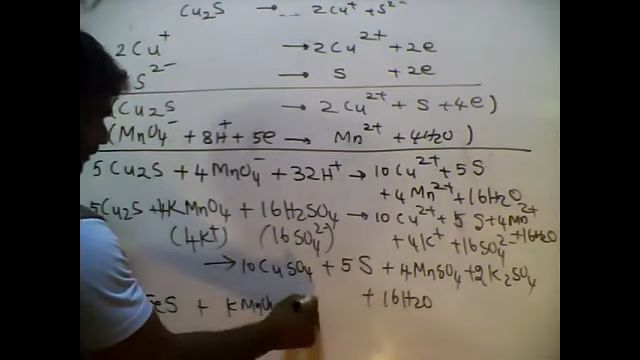 Cu2S → 2Cu⁺ + S²⁻
2Cu⁺ → 2Cu²⁺ + 2e
S²⁻ → S + 2e
(Cu2S → 2Cu²⁺ + S + 4e)
(MnO4⁻ + 8H⁺ + 5e → Mn²⁺ + 4H2O)
5Cu2S + 4MnO4⁻ + 32H⁺ → 10Cu²⁺ + 5S
+ 4Mn²⁺ + 16H2O
5Cu2S + 4KMnO4 + 16H2SO4 → 10Cu²⁺ + 5S + 4Mn²⁺
(4K⁺) (16SO4²⁻) + 4K⁺ + 16SO4²⁻ + 16H2O
→ 10CuSO4 + 5S + 4MnSO4 + 2K2SO4
+ 16H2O
eS + KMnO